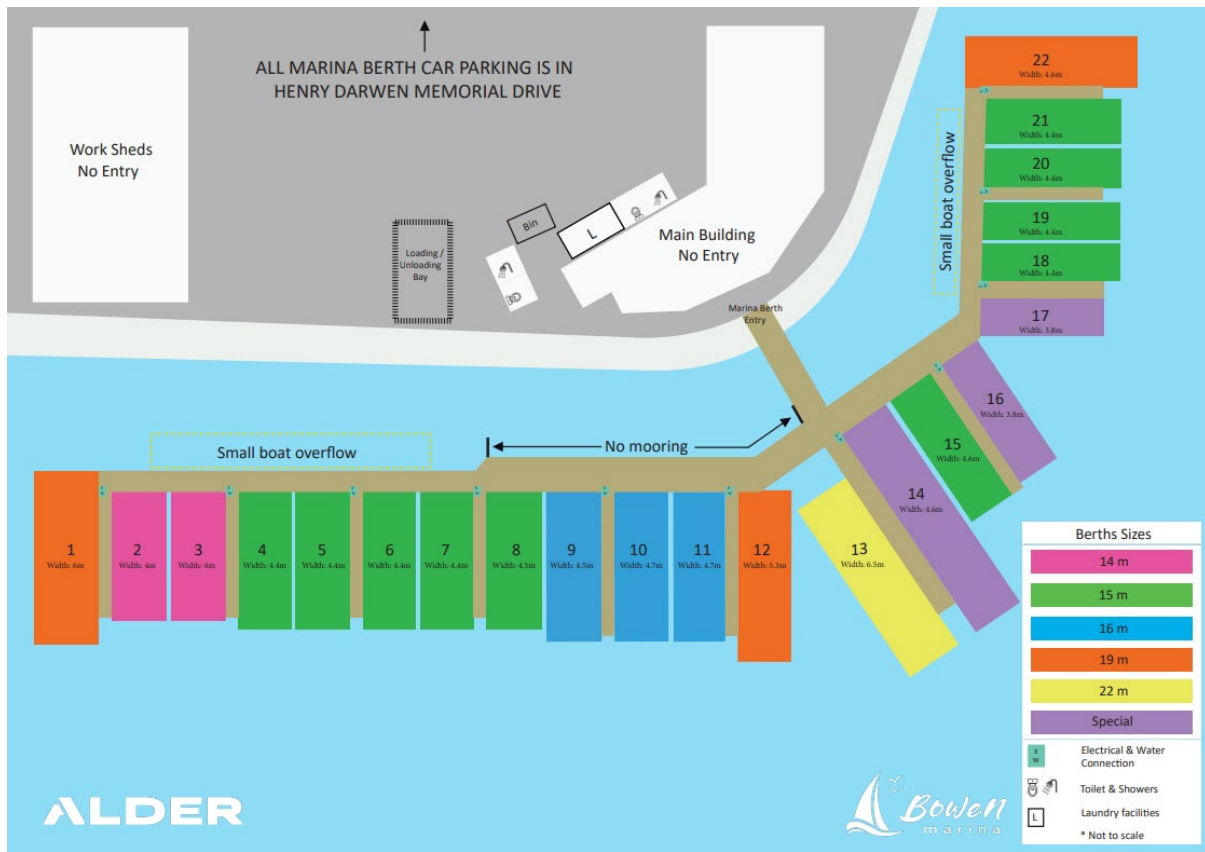 ALL MARINA BERTH CAR PARKING IS IN
HENRY DARWEN MEMORIAL DRIVE
Work Sheds
No Entry
Loading /
Unloading
Bay
Bin
L
Main Building
No Entry
Marina Berth
Entry
Small boat overflow
22
Width: 4.6m
21
Width: 4.4m
20
Width: 4.4m
19
Width: 4.4m
18
Width: 4.4m
17
Width: 3.8m
16
Width: 3.8m
15
Width: 4.6m
14
Width: 4.6m
13
Width: 6.5m
No mooring
Small boat overflow
1
Width: 6m
2
Width: 4m
3
Width: 4m
4
Width: 4.4m
5
Width: 4.4m
6
Width: 4.4m
7
Width: 4.4m
8
Width: 4.5m
9
Width: 4.5m
10
Width: 4.7m
11
Width: 4.7m
12
Width: 5.3m
Berths Sizes
14 m
15 m
16 m
19 m
22 m
Special
E
W
Electrical & Water
Connection
Toilet & Showers
L
Laundry facilities
* Not to scale
ALDER
Bowen
marina